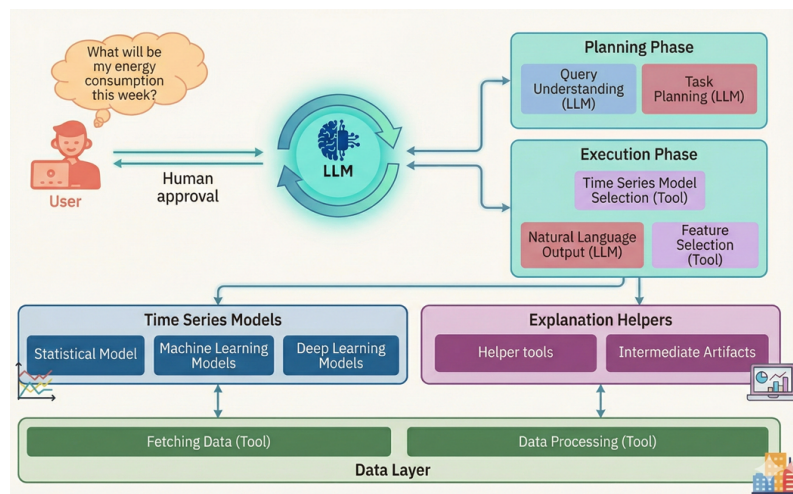 What will be
my energy
consumption
this week?
User
Human
approval
LLM
Planning Phase
Query
Understanding
(LLM)
Task
Planning (LLM)
Execution Phase
Time Series Model
Selection (Tool)
Natural Language
Output (LLM)
Feature
Selection
(Tool)
Time Series Models
Statistical Model
Machine Learning
Models
Deep Learning
Models
Explanation Helpers
Helper tools
Intermediate Artifacts
Fetching Data (Tool)
Data Processing (Tool)
Data Layer